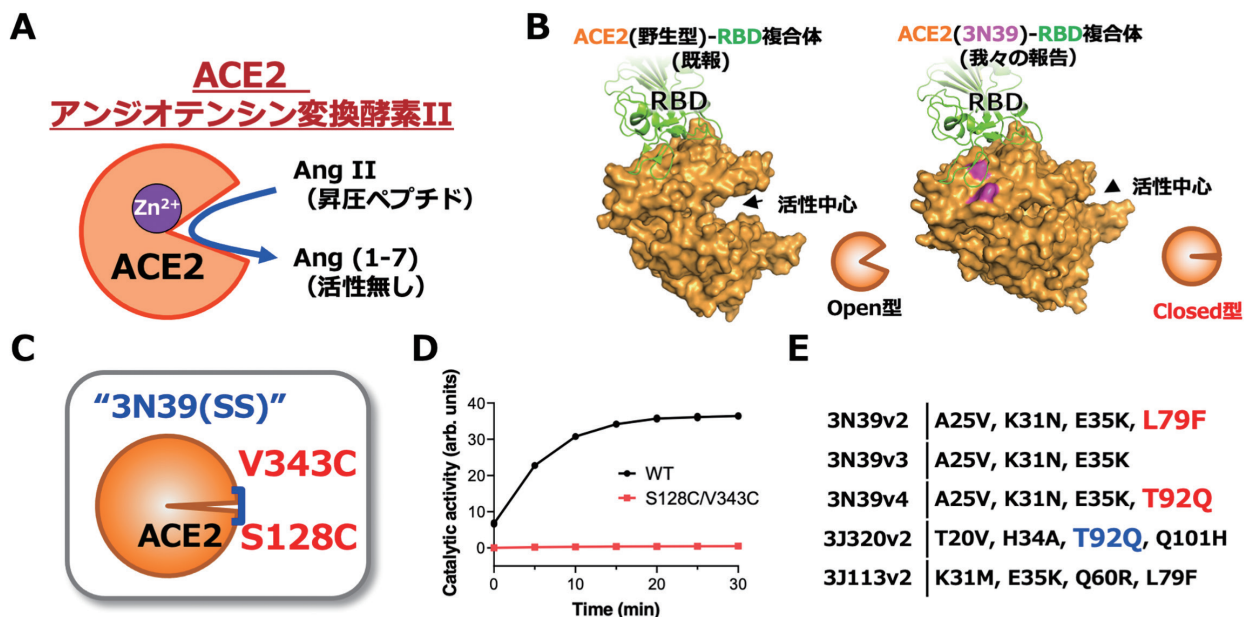 A
ACE2
アンジオテンシン変換酵素II
Zn2+
ACE2
Ang II
(昇圧ペプチド)
Ang (1-7)
(活性無し)
B
ACE2(野生型)-RBD複合体
(既報)
RBD
活性中心
Open型
ACE2(3N39)-RBD複合体
(我々の報告)
RBD
活性中心
Closed型
C
“3N39(SS)”
V343C
ACE2
S128C
D
Catalytic activity (arb. units)
40
30
20
10
0
WT
S128C/V343C
0 10 20 30
Time (min)
E
3N39v2 A25V, K31N, E35K, L79F
3N39v3 A25V, K31N, E35K
3N39v4 A25V, K31N, E35K, T92Q
3J320v2 T20V, H34A, T92Q, Q101H
3J113v2 K31M, E35K, Q60R, L79F